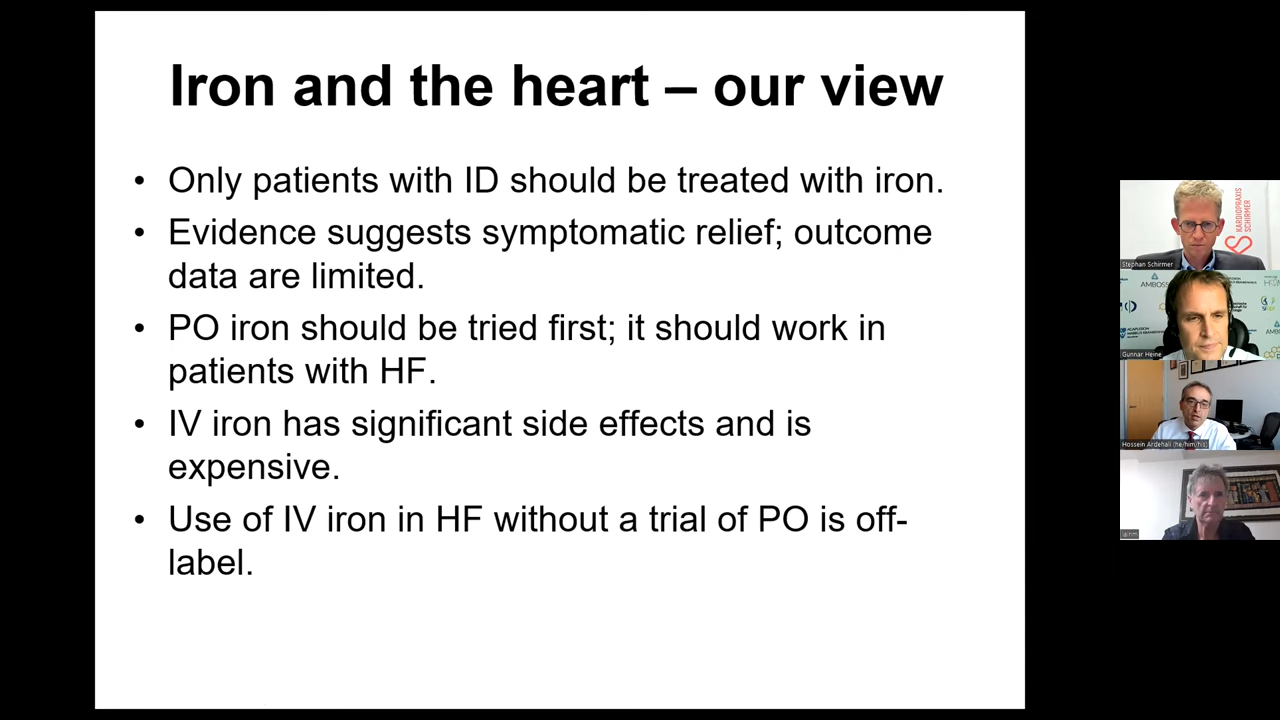 Iron and the heart – our view
• Only patients with ID should be treated with iron.
• Evidence suggests symptomatic relief; outcome
data are limited.
• PO iron should be tried first; it should work in
patients with HF.
• IV iron has significant side effects and is
expensive.
• Use of IV iron in HF without a trial of PO is off-
label.
KARDIOPRAXIS
SCHIRMER
Stephan Schirmer
AMBOSS
Gunnar Heine
Hossein Ardehali (he/him/his)